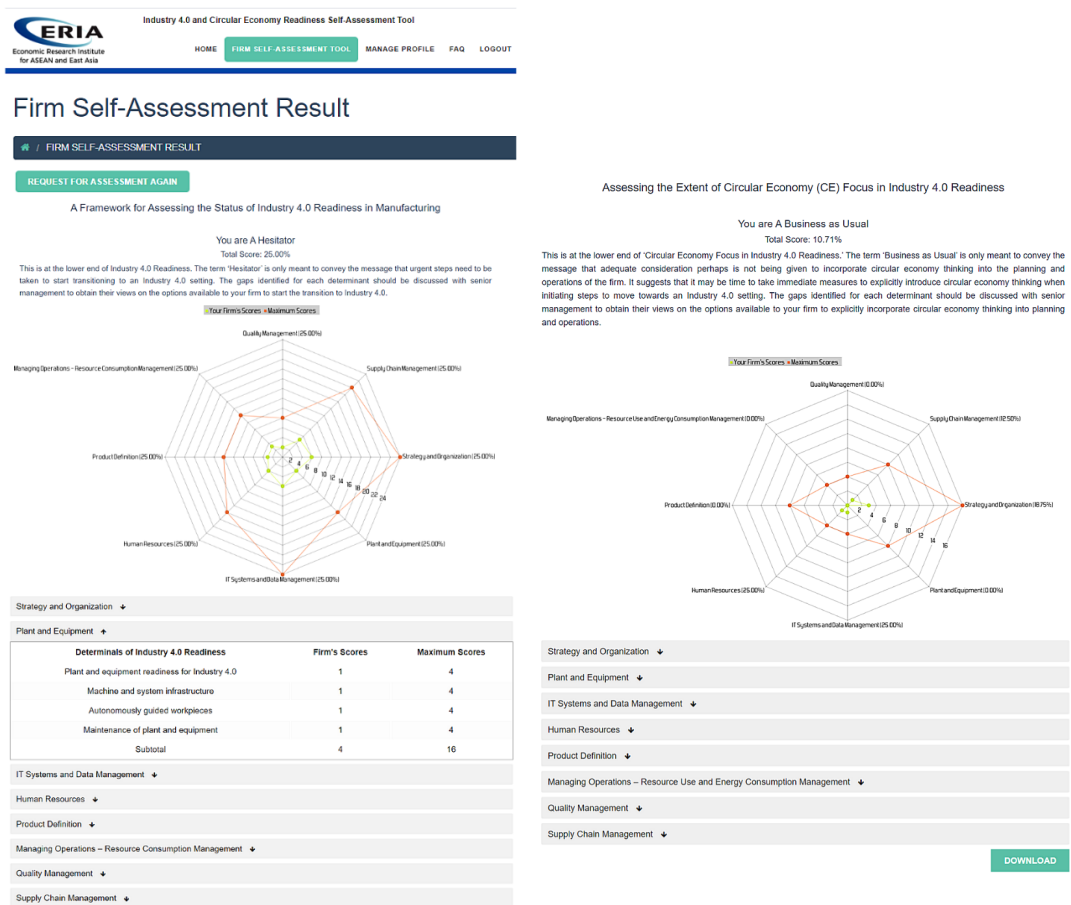 ERIA
Economic Research Institute
for ASEAN and East Asia
Industry 4.0 and Circular Economy Readiness Self-Assessment Tool
HOME FIRM SELF-ASSESSMENT TOOL MANAGE PROFILE FAQ LOGOUT
Firm Self-Assessment Result
/ FIRM SELF-ASSESSMENT RESULT
REQUEST FOR ASSESSMENT AGAIN
A Framework for Assessing the Status of Industry 4.0 Readiness in Manufacturing
You are A Hesitator
Total Score: 25.00%
This is at the lower end of Industry 4.0 Readiness. The term 'Hesitator' is only meant to convey the message that urgent steps need to be
taken to start transitioning to an Industry 4.0 setting. The gaps identified for each determinant should be discussed with senior
management to obtain their views on the options available to your firm to start the transition to Industry 4.0.
Your Firm's Scores Maximum Scores
Quality Management (25.00%)
Managing Operations - Resource Consumption Management (25.00%)
Supply Chain Management (25.00%)
Product Definition (25.00%)
Strategy and Organization (25.00%)
2 4 6 8 10 12 14 16 18 20 22 24
Human Resources (25.00%)
Plant and Equipment (25.00%)
IT Systems and Data Management (25.00%)
Strategy and Organization
Plant and Equipment
Determinals of Industry 4.0 Readiness Firm's Scores Maximum Scores
Plant and equipment readiness for Industry 4.0 1 4
Machine and system infrastructure 1 4
Autonomously guided workpieces 1 4
Maintenance of plant and equipment 1 4
Subtotal 4 16
IT Systems and Data Management
Human Resources
Product Definition
Managing Operations – Resource Consumption Management
Quality Management
Supply Chain Management
Assessing the Extent of Circular Economy (CE) Focus in Industry 4.0 Readiness
You are A Business as Usual
Total Score: 10.71%
This is at the lower end of 'Circular Economy Focus in Industry 4.0 Readiness.' The term 'Business as Usual' is only meant to convey the
message that adequate consideration perhaps is not being given to incorporate circular economy thinking into the planning and
operations of the firm. It suggests that it may be time to take immediate measures to explicitly introduce circular economy thinking when
initiating steps to move towards an Industry 4.0 setting. The gaps identified for each determinant should be discussed with senior
management to obtain their views on the options available to your firm to explicitly incorporate circular economy thinking into planning
and operations.
Your Firm's Scores Maximum Scores
Quality Management (0.00%)
Managing Operations - Resource Use and Energy Consumption Management (0.00%)
Supply Chain Management (12.50%)
Product Definition (0.00%)
Strategy and Organization (18.75%)
2 4 6 8 10 12 14 16
Human Resources (25.00%)
Plant and Equipment (0.00%)
IT Systems and Data Management (25.00%)
Strategy and Organization
Plant and Equipment
IT Systems and Data Management
Human Resources
Product Definition
Managing Operations – Resource Use and Energy Consumption Management
Quality Management
Supply Chain Management
DOWNLOAD